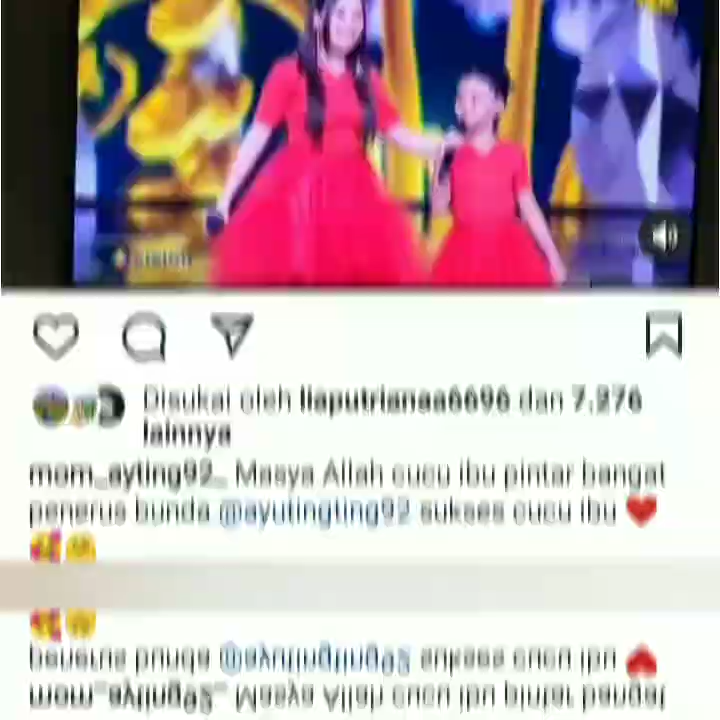 Disukai oleh liaputrianaa6696 dan 7.276
lainnya
mom_ayting92_ Masya Allah cucu ibu pintar banget
penerus bunda @ayutingting92 sukses cucu ibu ❤️
🥰😊